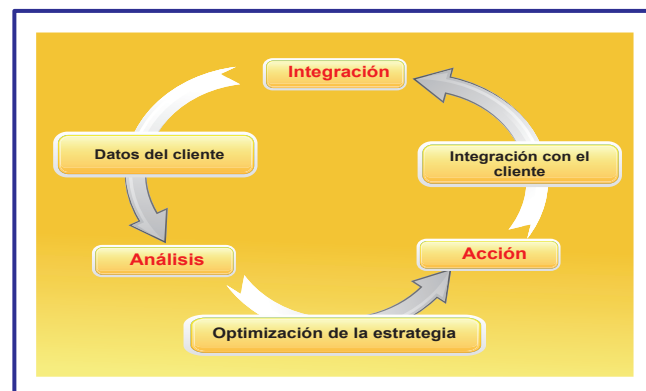 Integración
Datos del cliente
Integración con el
cliente
Análisis
Acción
Optimización de la estrategia